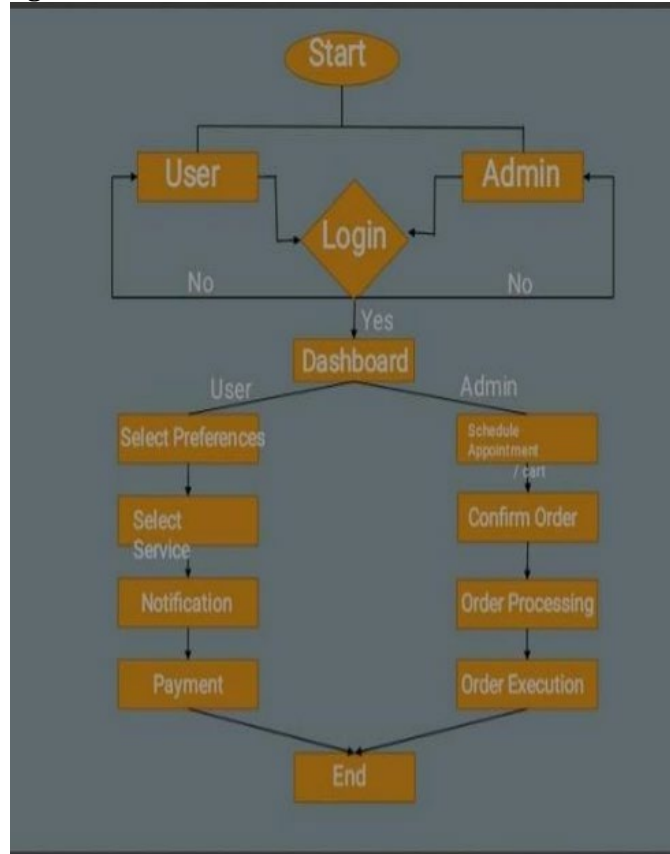 Start
User
Admin
Login
No
No
Yes
Dashboard
User
Admin
Select Preferences
Schedule
Appointment
/ cart
Select
Service
Confirm Order
Notification
Order Processing
Payment
Order Execution
End